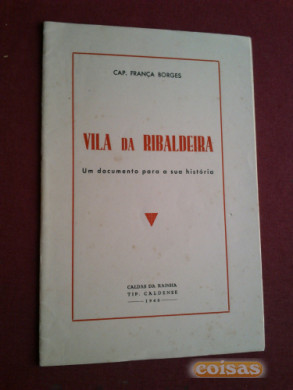 CAP. FRANÇA BORGES
VILA DA RIBALDEIRA
Um documento para a sua história
CALDAS DA RAINHA
TIP. CALDENSE
coisas